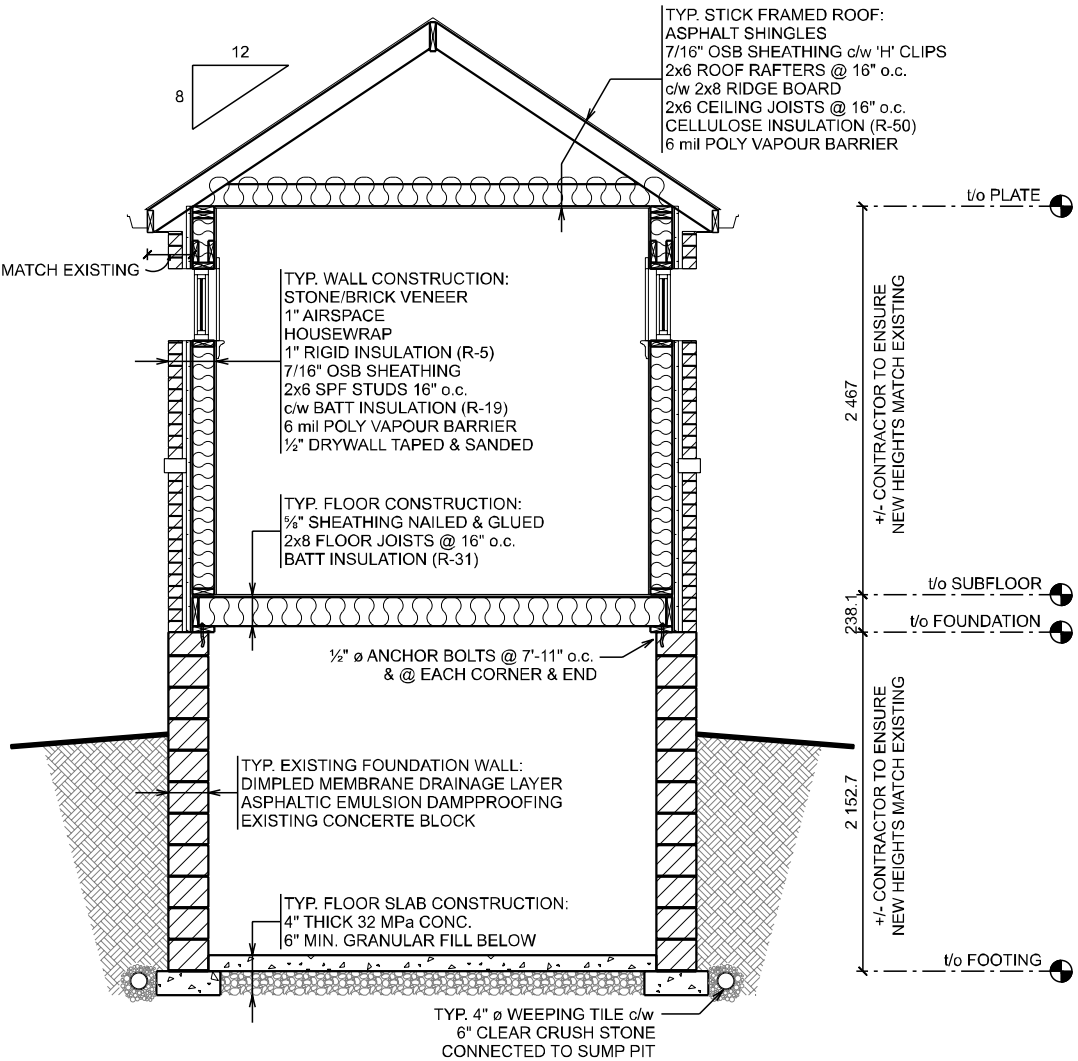 TYP. STICK FRAMED ROOF:
ASPHALT SHINGLES
7/16" OSB SHEATHING c/w 'H' CLIPS
2x6 ROOF RAFTERS @ 16" o.c.
c/w 2x8 RIDGE BOARD
2x6 CEILING JOISTS @ 16" o.c.
CELLULOSE INSULATION (R-50)
6 mil POLY VAPOUR BARRIER
12
8
t/o PLATE
MATCH EXISTING
TYP. WALL CONSTRUCTION:
STONE/BRICK VENEER
1" AIRSPACE
HOUSEWRAP
1" RIGID INSULATION (R-5)
7/16" OSB SHEATHING
2x6 SPF STUDS 16" o.c.
c/w BATT INSULATION (R-19)
6 mil POLY VAPOUR BARRIER
½" DRYWALL TAPED & SANDED
2 467
+/- CONTRACTOR TO ENSURE
NEW HEIGHTS MATCH EXISTING
TYP. FLOOR CONSTRUCTION:
⅝" SHEATHING NAILED & GLUED
2x8 FLOOR JOISTS @ 16" o.c.
BATT INSULATION (R-31)
t/o SUBFLOOR
238.1
t/o FOUNDATION
½" ø ANCHOR BOLTS @ 7'-11" o.c.
& @ EACH CORNER & END
TYP. EXISTING FOUNDATION WALL:
DIMPLED MEMBRANE DRAINAGE LAYER
ASPHALTIC EMULSION DAMPPROOFING
EXISTING CONCERTE BLOCK
2 152.7
+/- CONTRACTOR TO ENSURE
NEW HEIGHTS MATCH EXISTING
TYP. FLOOR SLAB CONSTRUCTION:
4" THICK 32 MPa CONC.
6" MIN. GRANULAR FILL BELOW
t/o FOOTING
TYP. 4" ø WEEPING TILE c/w
6" CLEAR CRUSH STONE
CONNECTED TO SUMP PIT